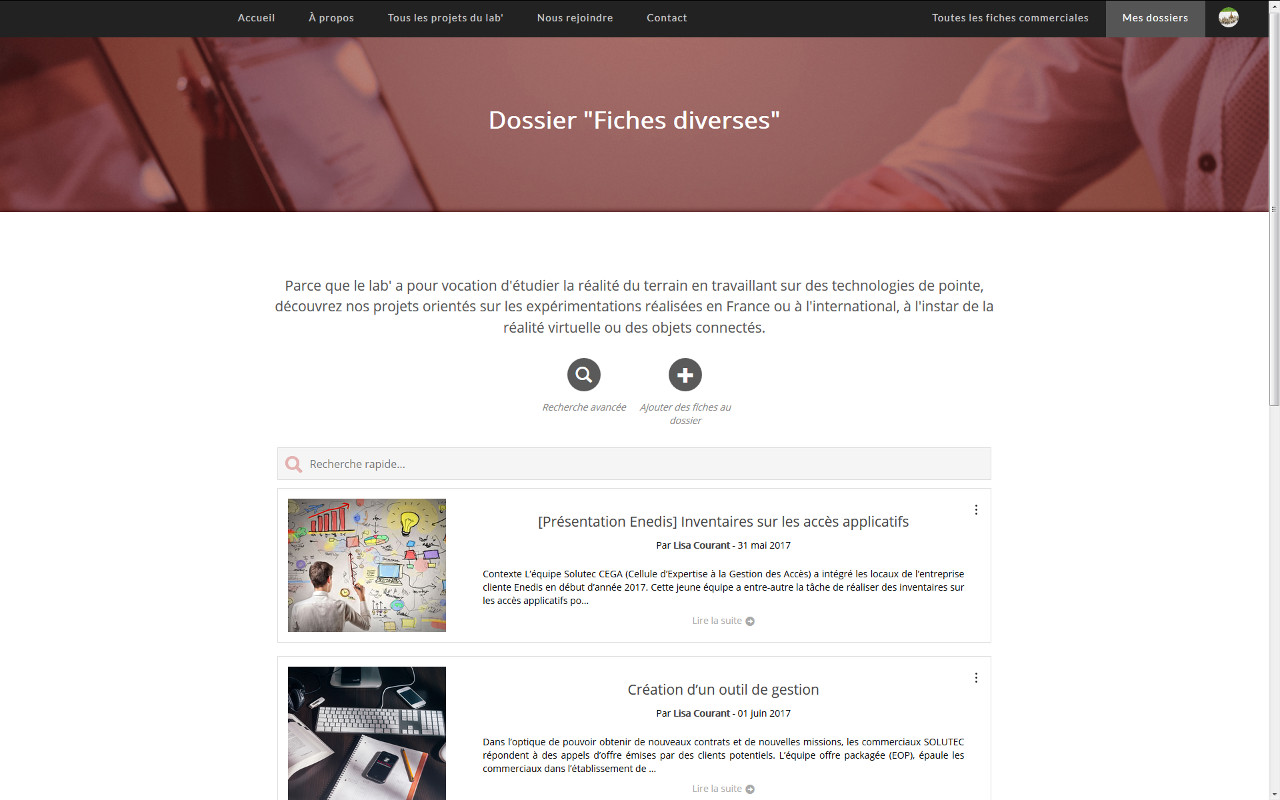 Accueil
À propos
Tous les projets du lab'
Nous rejoindre
Contact
Toutes les fiches commerciales
Mes dossiers
Dossier "Fiches diverses"
Parce que le lab' a pour vocation d'étudier la réalité du terrain en travaillant sur des technologies de pointe,
découvrez nos projets orientés sur les expérimentations réalisées en France ou à l'international, à l'instar de la
réalité virtuelle ou des objets connectés.
Recherche avancée
Ajouter des fiches au
dossier
Recherche rapide...
[Présentation Enedis] Inventaires sur les accès applicatifs
Par Lisa Courant - 31 mai 2017
Contexte L’équipe Solutec CEGA (Cellule d’Expertise à la Gestion des Accès) a intégré les locaux de l’entreprise
cliente Enedis en début d’année 2017. Cette jeune équipe a entre-autre la tâche de réaliser des inventaires sur
les accès applicatifs po...
Lire la suite
Création d’un outil de gestion
Par Lisa Courant - 01 juin 2017
Dans l’optique de pouvoir obtenir de nouveaux contrats et de nouvelles missions, les commerciaux SOLUTEC
répondent à des appels d’offre émises par des clients potentiels. L’équipe offre packagée (EOP), épaule les
commerciaux dans l’établissement de ...
Lire la suite